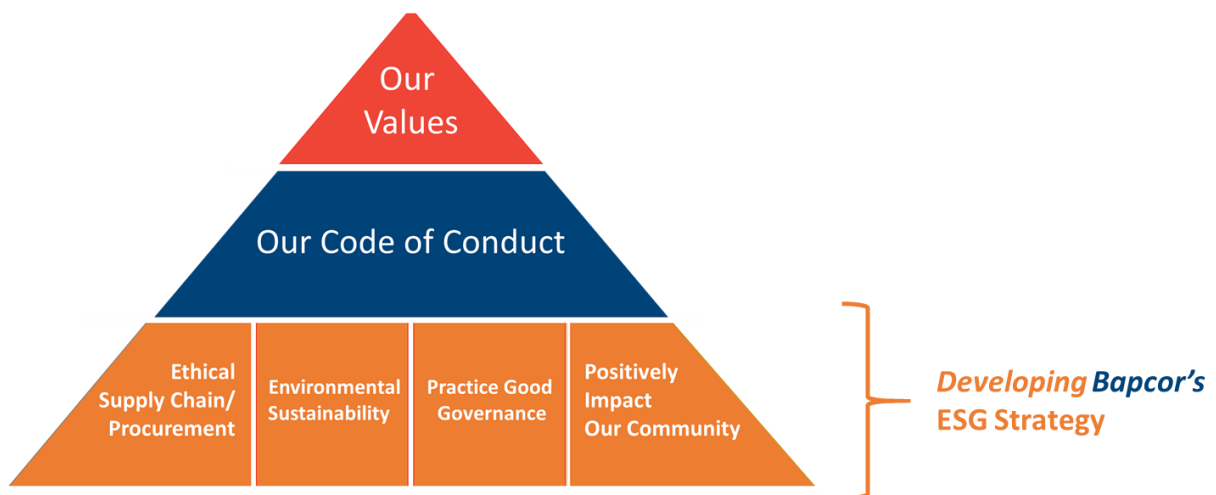 Our
Values
Our Code of Conduct
Ethical
Supply Chain/
Procurement
Environmental
Sustainability
Practice Good
Governance
Positively
Impact
Our Community
Developing Bapcor’s
ESG Strategy